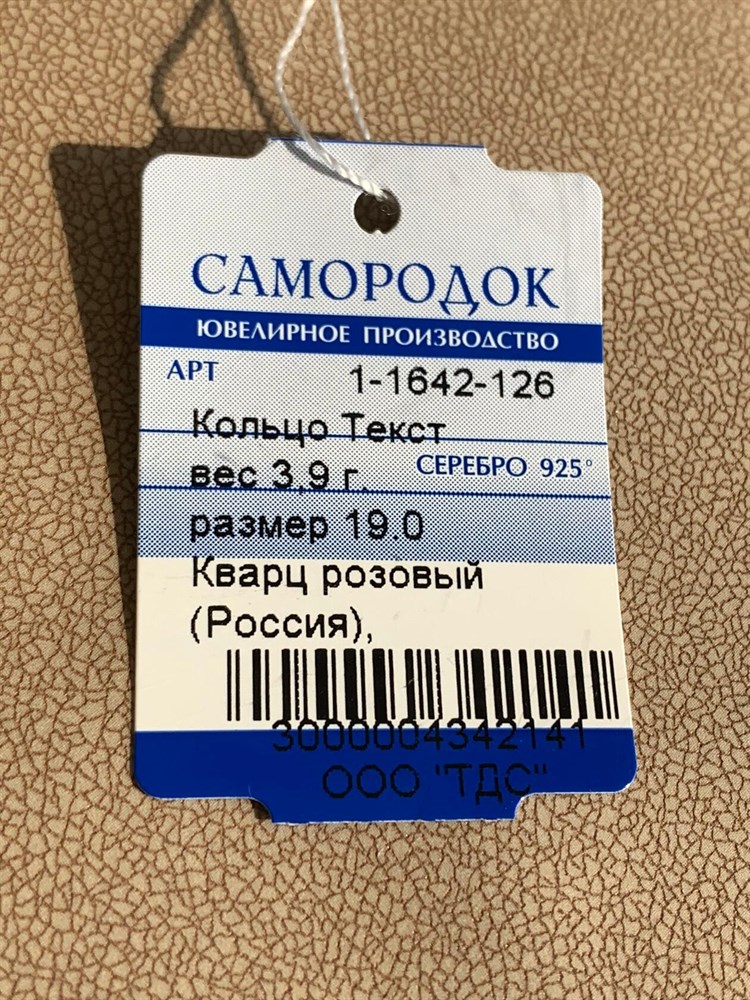 САМОРОДОК
ЮВЕЛИРНОЕ ПРОИЗВОДСТВО
АРТ 1-1642-126
Кольцо Текст
вес 3,9 г. СЕРЕБРО 925°
размер 19.0
Кварц розовый
(Россия),
3000004342141
ООО "ТДС"